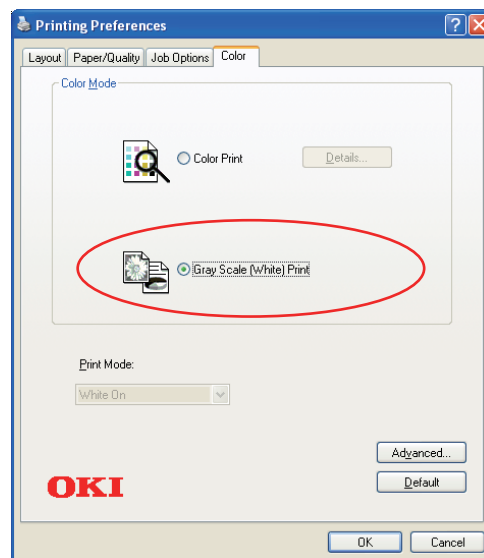 Printing Preferences
Layout Paper/Quality Job Options Color
Color Mode
Color Print Details...
Gray Scale (White) Print
Print Mode:
White On
Advanced...
OKI
Default
OK Cancel